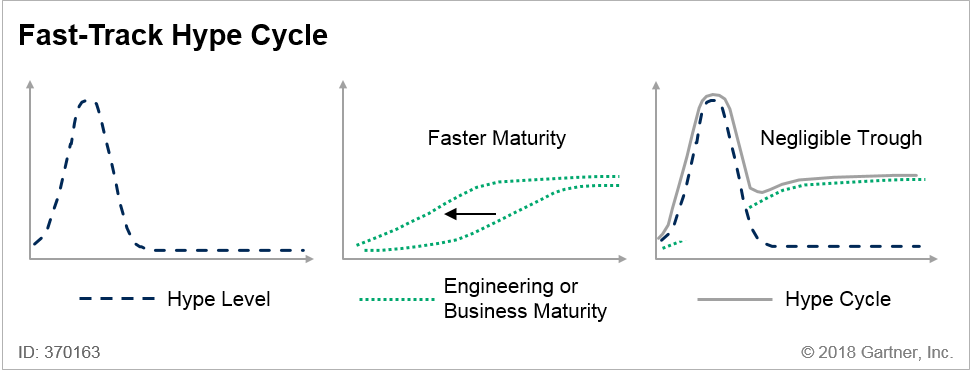 Fast-Track Hype Cycle
Faster Maturity
Negligible Trough
Hype Level
Engineering or
Business Maturity
Hype Cycle
ID: 370163
© 2018 Gartner, Inc.